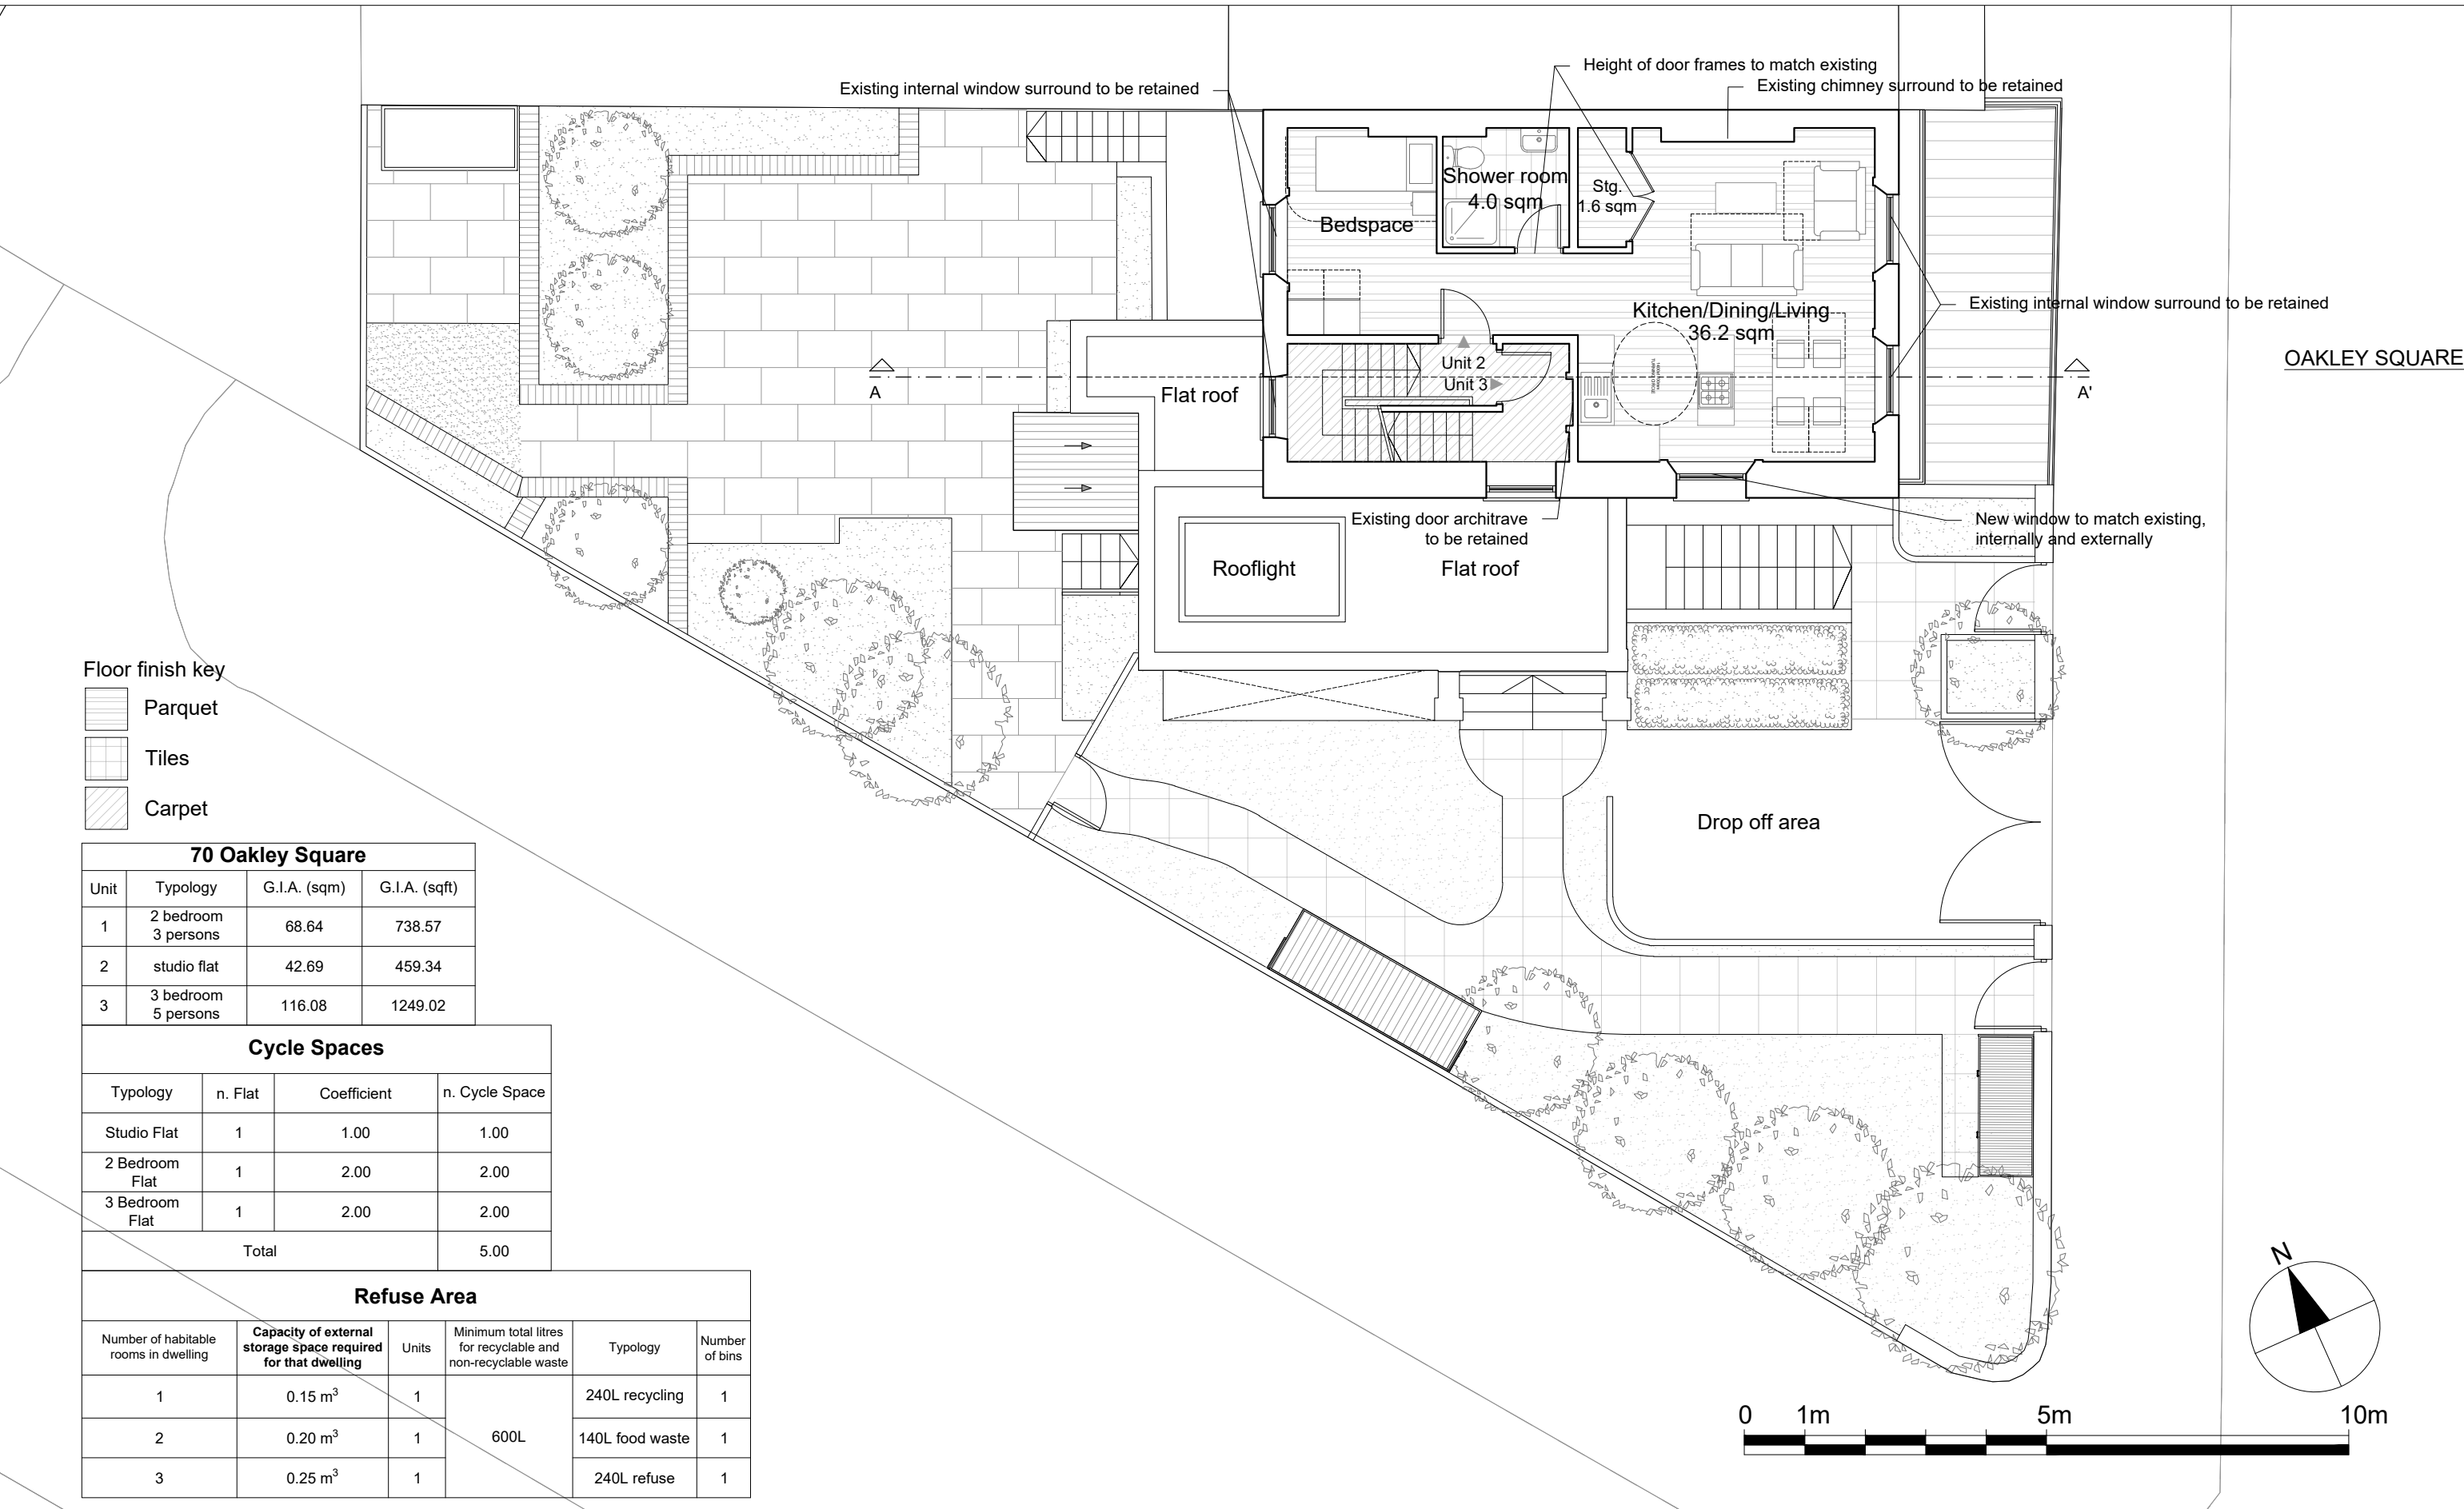 Existing internal window surround to be retained
Height of door frames to match existing
Existing chimney surround to be retained
Shower room
4.0 sqm
Stg.
1.6 sqm
Bedspace
Kitchen/Dining/Living
36.2 sqm
Existing internal window surround to be retained
OAKLEY SQUARE
Unit 2
Unit 3
A
A'
Flat roof
Existing door architrave
to be retained
New window to match existing,
internally and externally
Rooflight
Flat roof
Drop off area
Floor finish key
Parquet
Tiles
Carpet
70 Oakley Square
Unit Typology G.I.A. (sqm) G.I.A. (sqft)
1 2 bedroom 3 persons 68.64 738.57
2 studio flat 42.69 459.34
3 3 bedroom 5 persons 116.08 1249.02
Cycle Spaces
Typology n. Flat Coefficient n. Cycle Space
Studio Flat 1 1.00 1.00
2 Bedroom Flat 1 2.00 2.00
3 Bedroom Flat 1 2.00 2.00
Total 5.00
Refuse Area
Number of habitable rooms in dwelling Capacity of external storage space required for that dwelling Units Minimum total litres for recyclable and non-recyclable waste Typology Number of bins
1 0.15 m³ 1 240L recycling 1
2 0.20 m³ 1 600L 140L food waste 1
3 0.25 m³ 1 240L refuse 1
N
0 1m 5m 10m